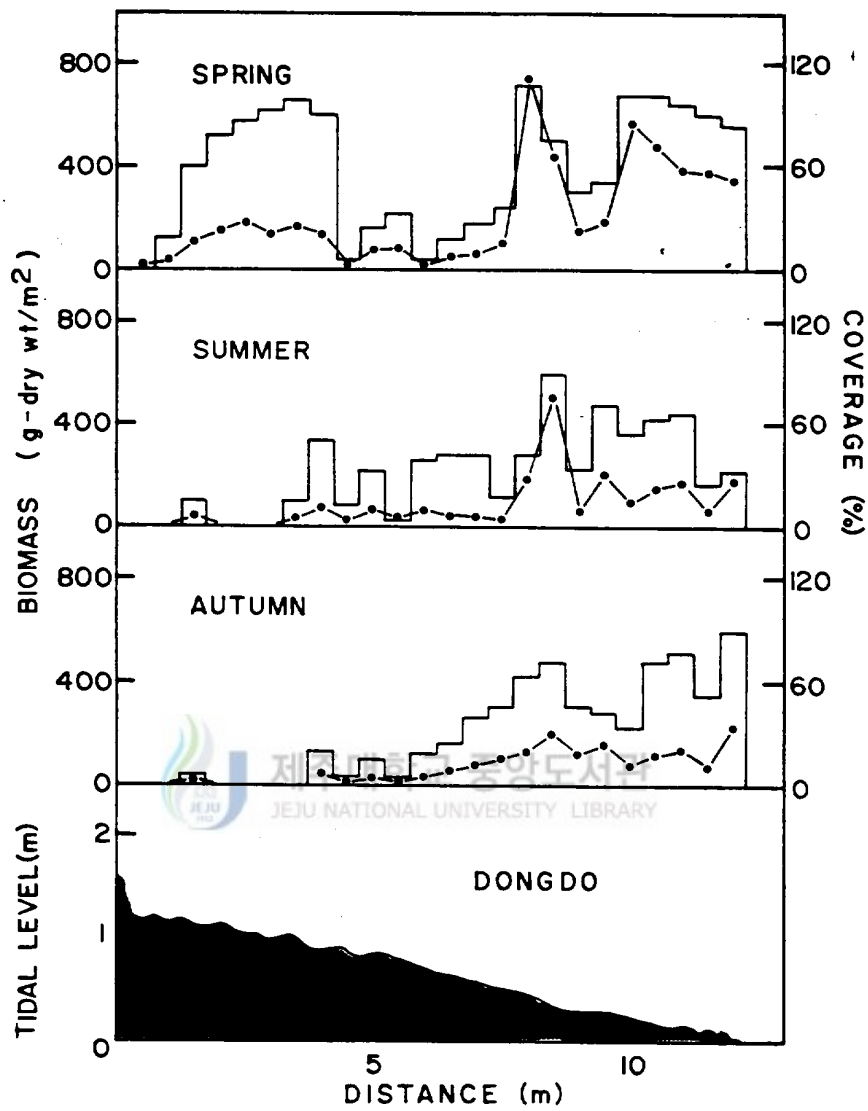 800
400
0
SPRING
120
60
0
800
400
0
SUMMER
120
60
0
800
400
0
AUTUMN
120
60
0
BIOMASS (g-dry wt/m²)
COVERAGE (%)
제주대학교 중앙도서관
JEJU NATIONAL UNIVERSITY LIBRARY
JEJU
1952
2
1
0
TIDAL LEVEL(m)
DONGDO
5
10
DISTANCE (m)